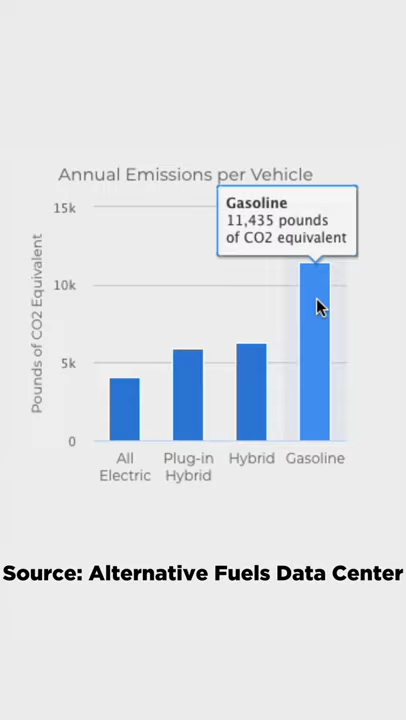 Annual Emissions per Vehicle
Gasoline
11,435 pounds
of CO2 equivalent
15k
10k
5k
0
Pounds of CO2 Equivalent
All
Electric
Plug-in
Hybrid
Hybrid
Gasoline
Source: Alternative Fuels Data Center